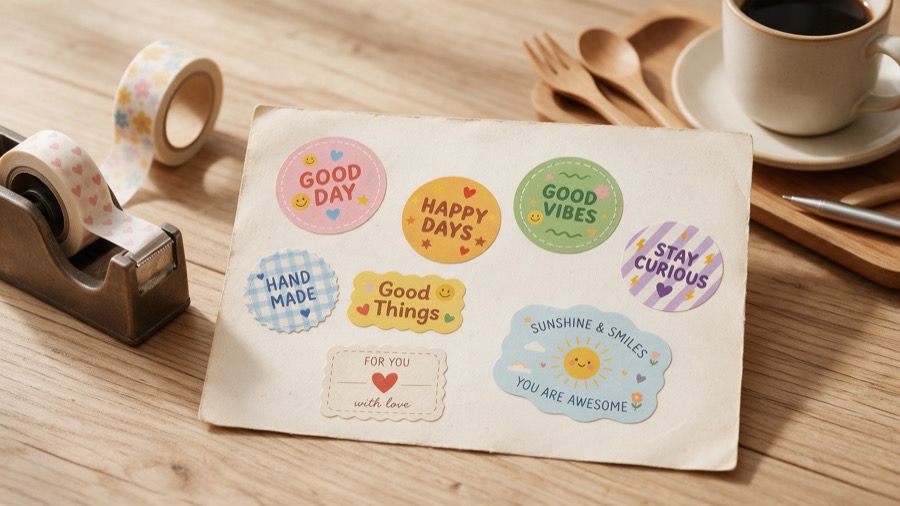 GOOD
DAY
HAPPY
DAYS
GOOD
VIBES
STAY
CURIOUS
HAND
MADE
Good
Things
FOR YOU
with love
SUNSHINE & SMILES
YOU ARE AWESOME